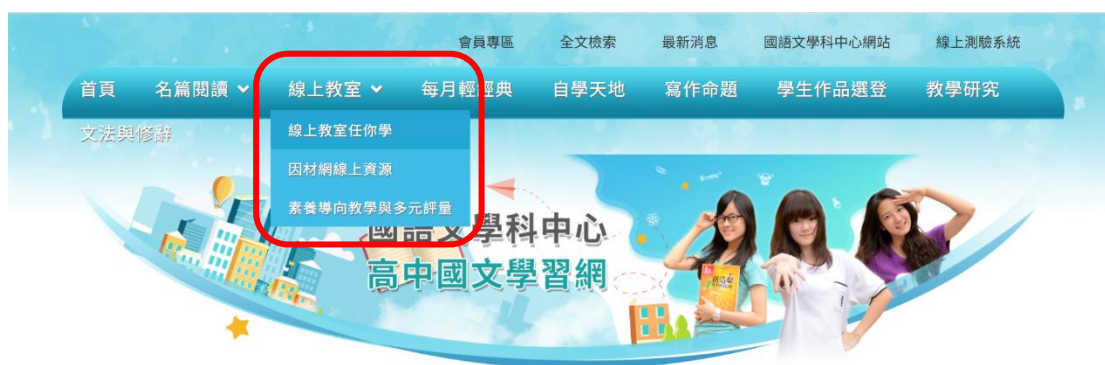 會員專區 全文檢索 最新消息 國語文學科中心網站 線上測驗系統
首頁 名篇閱讀 線上教室 每月輕經典 自學天地 寫作命題 學生作品選登 教學研究
文法與修辭
線上教室任你學
因材網線上資源
素養導向教學與多元評量
國語文學科中心
高中國文學習網
E=mc²